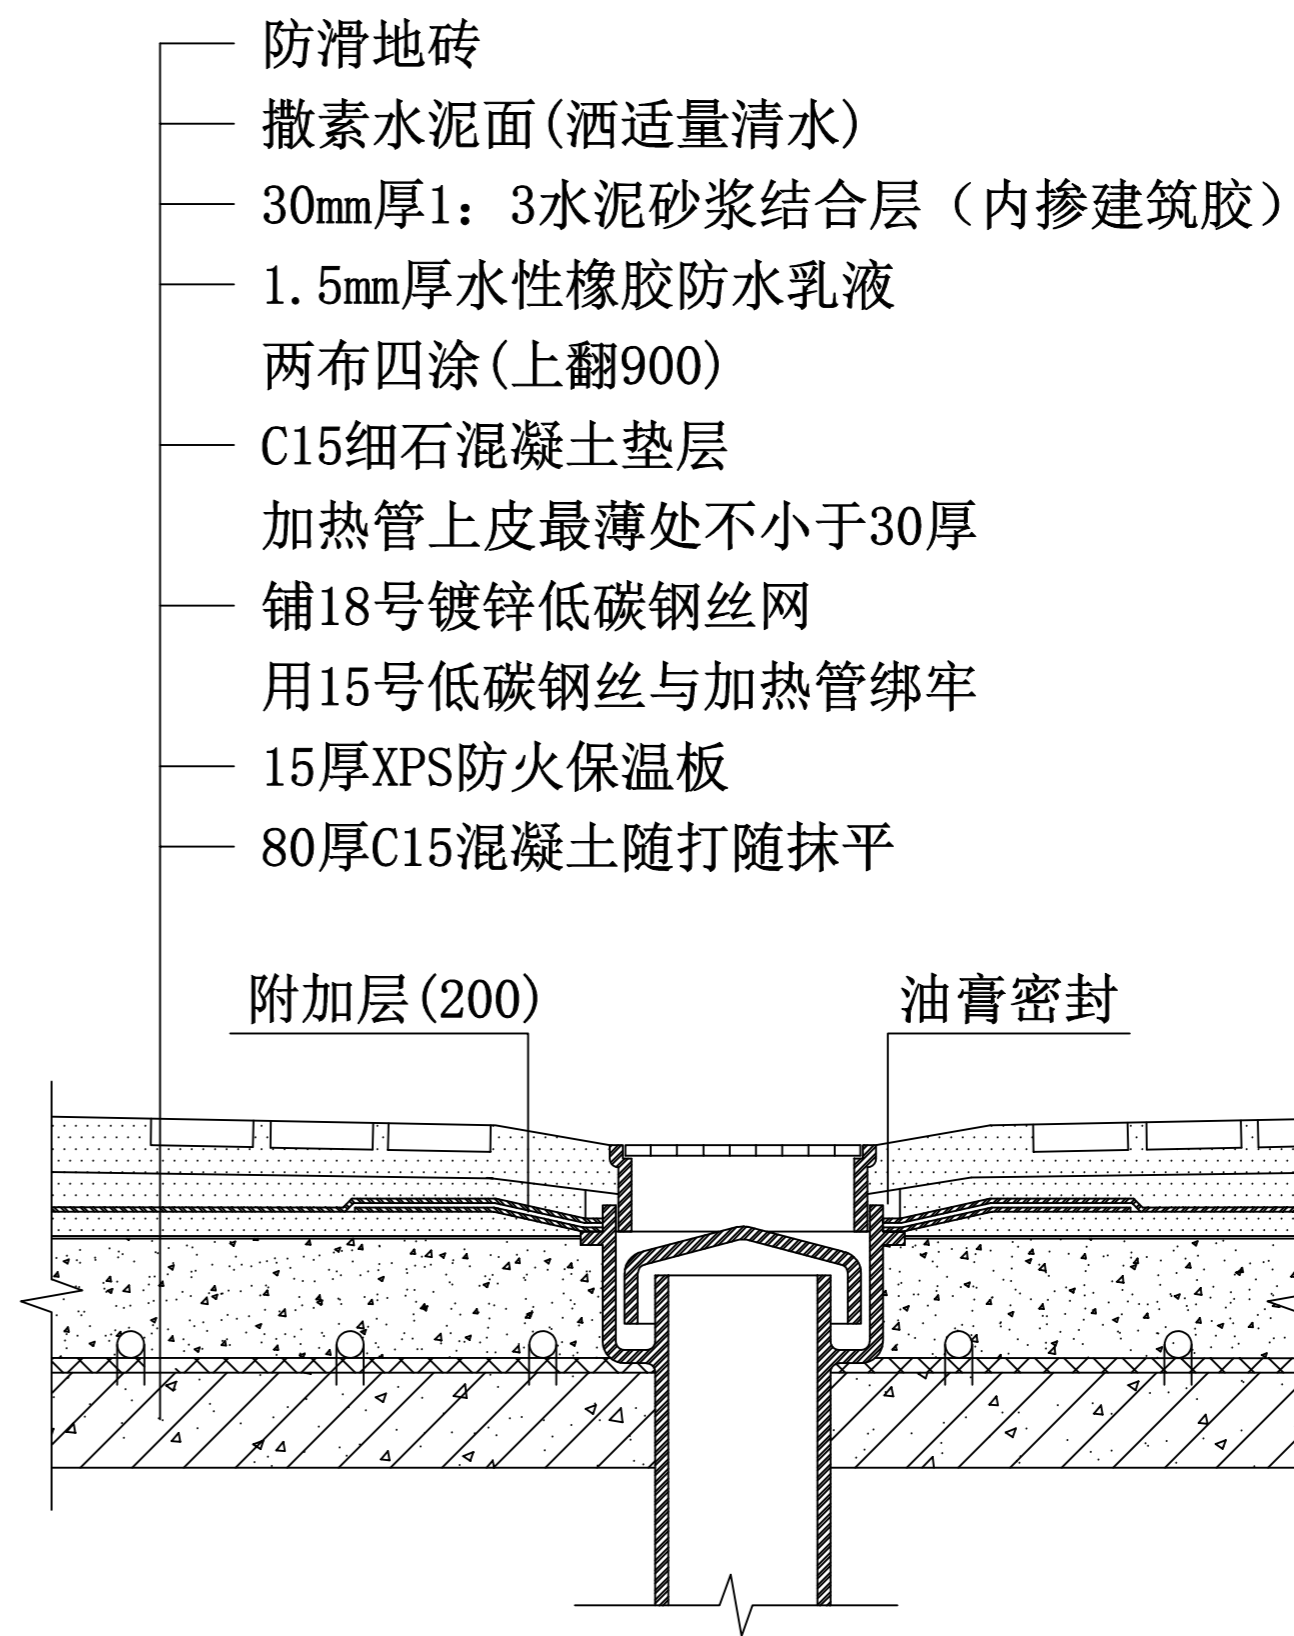 防滑地砖
撒素水泥面(洒适量清水)
30mm厚1：3水泥砂浆结合层（内掺建筑胶）
1.5mm厚水性橡胶防水乳液
两布四涂(上翻900)
C15细石混凝土垫层
加热管上皮最薄处不小于30厚
铺18号镀锌低碳钢丝网
用15号低碳钢丝与加热管绑牢
15厚XPS防火保温板
80厚C15混凝土随打随抹平
附加层(200)
油膏密封